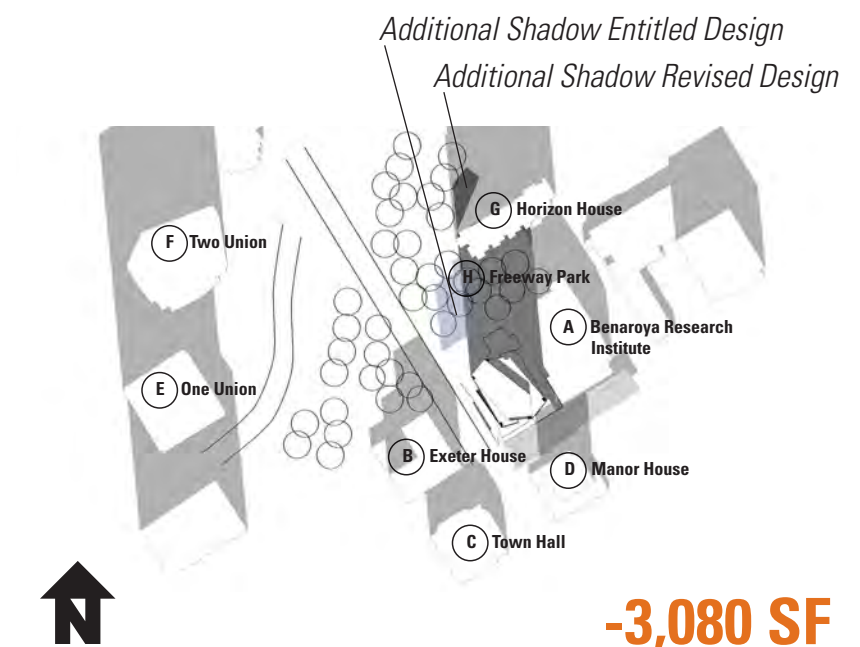 Additional Shadow Entitled Design
Additional Shadow Revised Design
G Horizon House
F Two Union
H Freeway Park
A Benaroya Research
Institute
E One Union
B Exeter House
D Manor House
C Town Hall
N
-3,080 SF